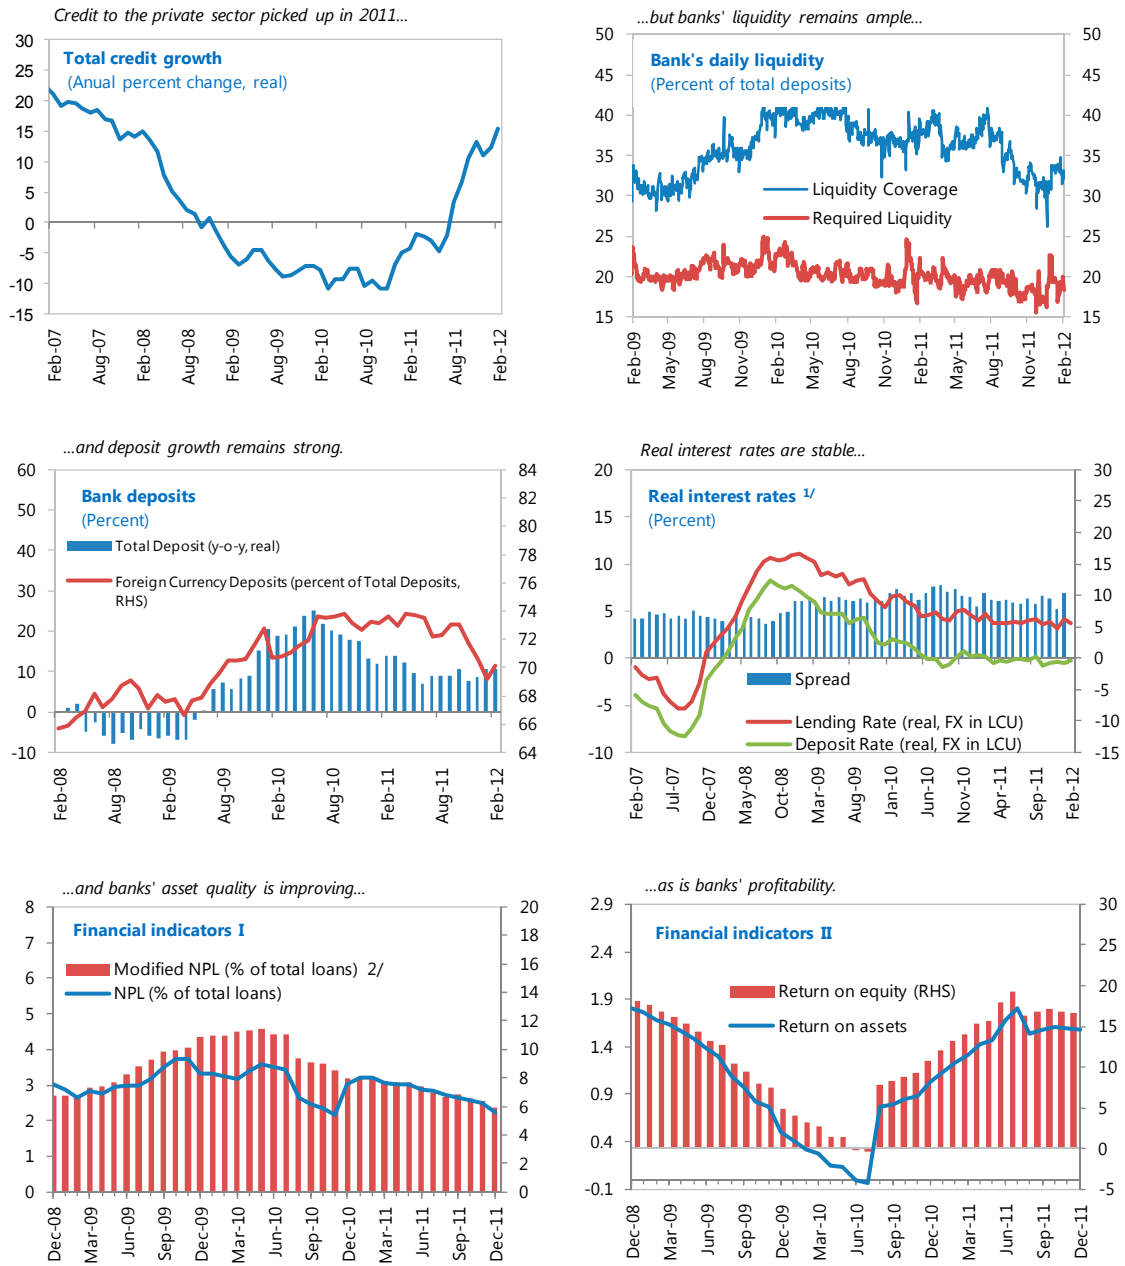 Credit to the private sector picked up in 2011...
30
25
20
15
10
5
0
-5
-10
-15
Total credit growth
(Anual percent change, real)
Feb-07
Aug-07
Feb-08
Aug-08
Feb-09
Aug-09
Feb-10
Aug-10
Feb-11
Aug-11
Feb-12
...but banks' liquidity remains ample...
50
45
40
35
30
25
20
15
Bank's daily liquidity
(Percent of total deposits)
Liquidity Coverage
Required Liquidity
50
45
40
35
30
25
20
15
Feb-09
May-09
Aug-09
Nov-09
Feb-10
May-10
Aug-10
Nov-10
Feb-11
May-11
Aug-11
Nov-11
Feb-12
...and deposit growth remains strong.
60
50
40
30
20
10
0
-10
Bank deposits
(Percent)
Total Deposit (y-o-y, real)
Foreign Currency Deposits (percent of Total Deposits,
RHS)
84
82
80
78
76
74
72
70
68
66
64
Feb-08
Aug-08
Feb-09
Aug-09
Feb-10
Aug-10
Feb-11
Aug-11
Feb-12
Real interest rates are stable...
20
15
10
5
0
-5
-10
Real interest rates 1/
(Percent)
Spread
Lending Rate (real, FX in LCU)
Deposit Rate (real, FX in LCU)
30
25
20
15
10
5
0
-5
-10
-15
Feb-07
Jul-07
Dec-07
May-08
Oct-08
Mar-09
Aug-09
Jan-10
Jun-10
Nov-10
Apr-11
Sep-11
Feb-12
...and banks' asset quality is improving...
8
7
6
5
4
3
2
1
0
Financial indicators I
Modified NPL (% of total loans) 2/
NPL (% of total loans)
20
18
16
14
12
10
8
6
4
2
0
Dec-08
Mar-09
Jun-09
Sep-09
Dec-09
Mar-10
Jun-10
Sep-10
Dec-10
Mar-11
Jun-11
Sep-11
Dec-11
...as is banks' profitability.
2.9
2.4
1.9
1.4
0.9
0.4
-0.1
Financial indicators II
Return on equity (RHS)
Return on assets
30
25
20
15
10
5
0
-5
Dec-08
Mar-09
Jun-09
Sep-09
Dec-09
Mar-10
Jun-10
Sep-10
Dec-10
Mar-11
Jun-11
Sep-11
Dec-11